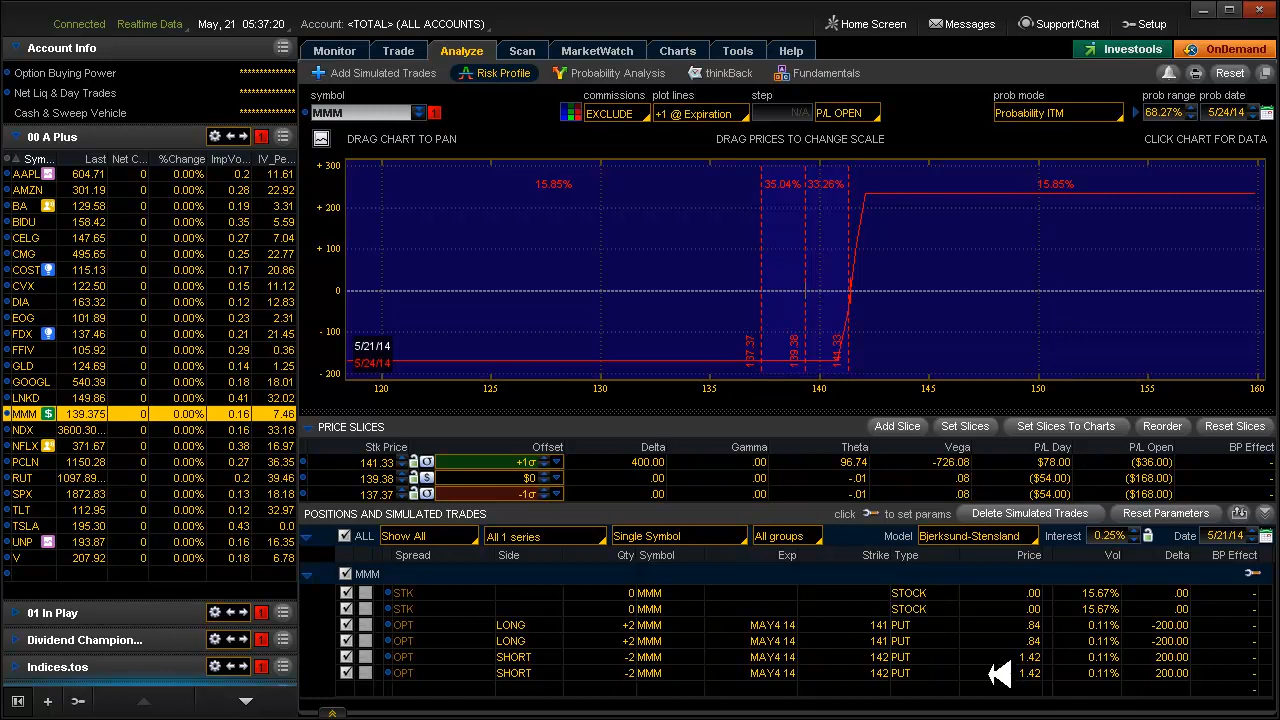 Connected Realtime Data May, 21 05:37:20 Account: <TOTAL> (ALL ACCOUNTS) Home Screen Messages Support/Chat Setup
Account Info
Option Buying Power **************
Net Liq & Day Trades **************
Cash & Sweep Vehicle **************
00 A Plus 1
Sym... Last Net C... %Change ImpVo... IV_Pe...
AAPL 604.71 0 0.00% 0.2 11.61
AMZN 301.19 0 0.00% 0.28 22.92
BA 129.58 0 0.00% 0.19 3.31
BIDU 158.42 0 0.00% 0.35 5.59
CELG 147.65 0 0.00% 0.27 7.04
CMG 495.65 0 0.00% 0.25 22.77
COST 115.13 0 0.00% 0.17 20.86
CVX 122.50 0 0.00% 0.15 11.12
DIA 163.32 0 0.00% 0.12 12.83
EOG 101.89 0 0.00% 0.23 2.31
FDX 137.46 0 0.00% 0.21 21.45
FFIV 105.92 0 0.00% 0.29 0.36
GLD 124.69 0 0.00% 0.14 1.25
GOOGL 540.39 0 0.00% 0.18 18.01
LNKD 149.86 0 0.00% 0.41 32.02
MMM $ 139.375 0 0.00% 0.16 7.46
NDX 3600.30... 0 0.00% 0.16 33.18
NFLX 371.67 0 0.00% 0.38 16.97
PCLN 1150.28 0 0.00% 0.27 36.35
RUT 1097.89... 0 0.00% 0.2 39.46
SPX 1872.83 0 0.00% 0.13 18.18
TLT 112.95 0 0.00% 0.12 32.97
TSLA 195.30 0 0.00% 0.43 0.0
UNP 193.87 0 0.00% 0.16 16.35
V 207.92 0 0.00% 0.18 6.78
01 In Play 1
Dividend Champion... 1
Indices.tos 1
Monitor Trade Analyze Scan MarketWatch Charts Tools Help Investools OnDemand
Add Simulated Trades Risk Profile Probability Analysis thinkBack Fundamentals Reset
symbol commissions plot lines step prob mode prob range prob date
MMM 1 EXCLUDE +1 @ Expiration N/A P/L OPEN Probability ITM 68.27% 5/24/14
DRAG CHART TO PAN DRAG PRICES TO CHANGE SCALE CLICK CHART FOR DATA
+ 300
15.85% 35.04% 33.26% 15.85%
+ 200
+ 100
0
- 100
5/21/14
5/24/14
137.37 139.38 141.33
- 200
120 125 130 135 140 145 150 155 160
PRICE SLICES Add Slice Set Slices Set Slices To Charts Reorder Reset Slices
Stk Price Offset Delta Gamma Theta Vega P/L Day P/L Open BP Effect
141.33 σ +1σ 400.00 .00 96.74 -726.08 $78.00 ($36.00) -
139.38 $ $0 .00 .00 -.01 .08 ($54.00) ($168.00) -
137.37 σ -1σ .00 .00 -.01 .08 ($54.00) ($168.00) -
POSITIONS AND SIMULATED TRADES click to set params Delete Simulated Trades Reset Parameters
ALL Show All All 1 series Single Symbol All groups Model Bjerksund-Stensland Interest 0.25% Date 5/21/14
Spread Side Qty Symbol Exp Strike Type Price Vol Delta BP Effect
MMM
STK 0 MMM STOCK .00 15.67% .00 -
STK 0 MMM STOCK .00 15.67% .00 -
OPT LONG +2 MMM MAY4 14 141 PUT .84 0.11% -200.00 -
OPT LONG +2 MMM MAY4 14 141 PUT .84 0.11% -200.00 -
OPT SHORT -2 MMM MAY4 14 142 PUT 1.42 0.11% 200.00 -
OPT SHORT -2 MMM MAY4 14 142 PUT 1.42 0.11% 200.00 -
-